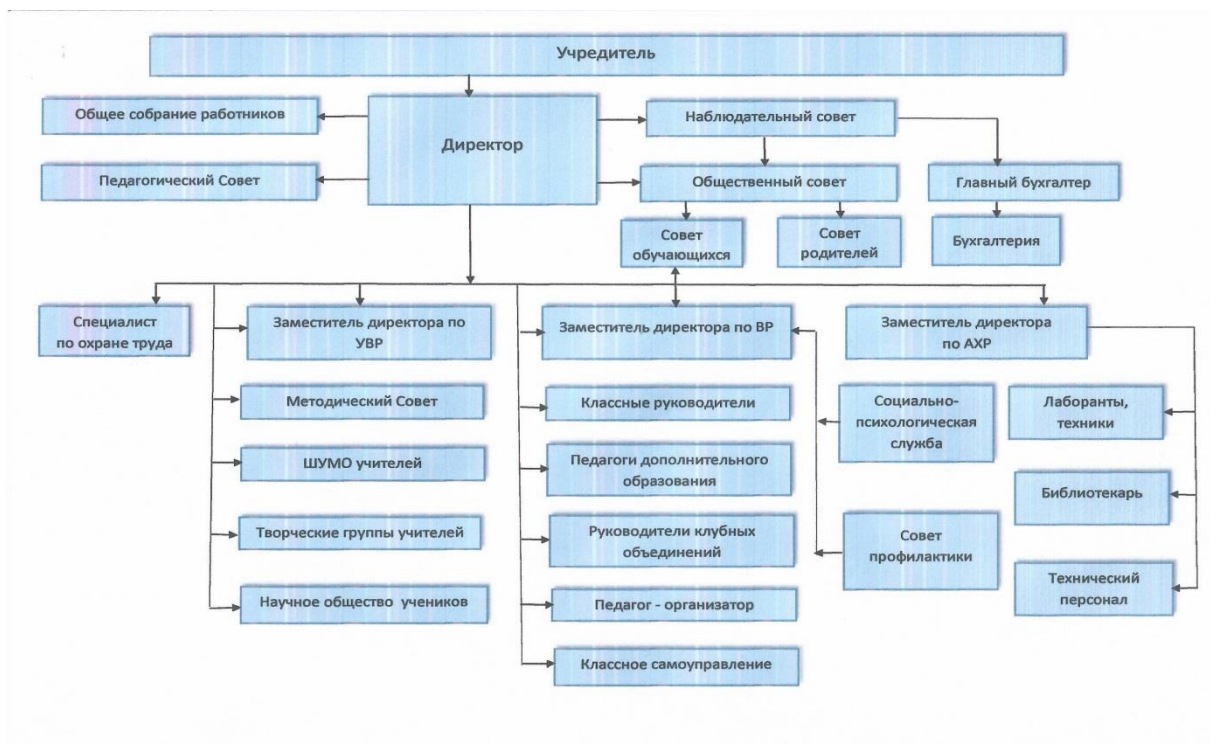 Учредитель
Общее собрание работников
Директор
Наблюдательный совет
Педагогический Совет
Общественный совет
Главный бухгалтер
Совет
обучающихся
Совет
родителей
Бухгалтерия
Специалист
по охране труда
Заместитель директора по
УВР
Заместитель директора по ВР
Заместитель директора
по АХР
Методический Совет
Классные руководители
Социально-
психологическая
служба
Лаборанты,
техники
ШУМО учителей
Педагоги дополнительного
образования
Библиотекарь
Творческие группы учителей
Руководители клубных
объединений
Совет
профилактики
Технический
персонал
Научное общество учеников
Педагог - организатор
Классное самоуправление